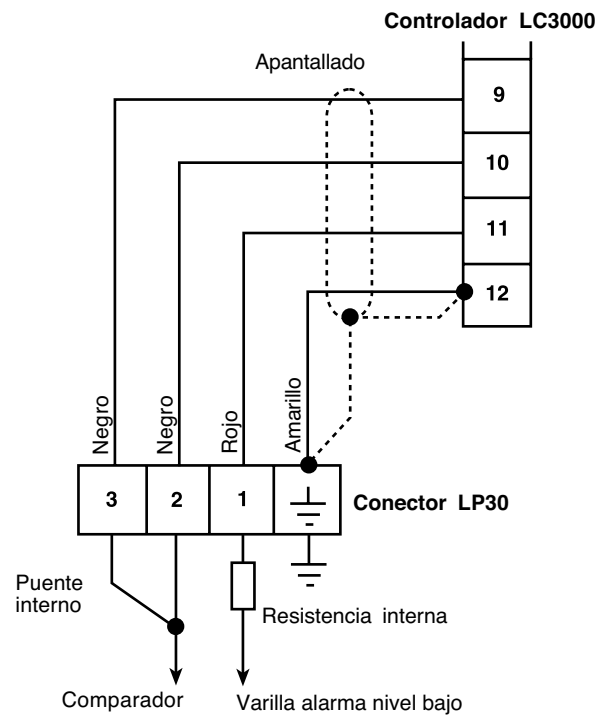 Controlador LC3000
Apantallado
9
10
11
12
Negro
Negro
Rojo
Amarillo
3
2
1
Conector LP30
Puente
interno
Resistencia interna
Comparador
Varilla alarma nivel bajo